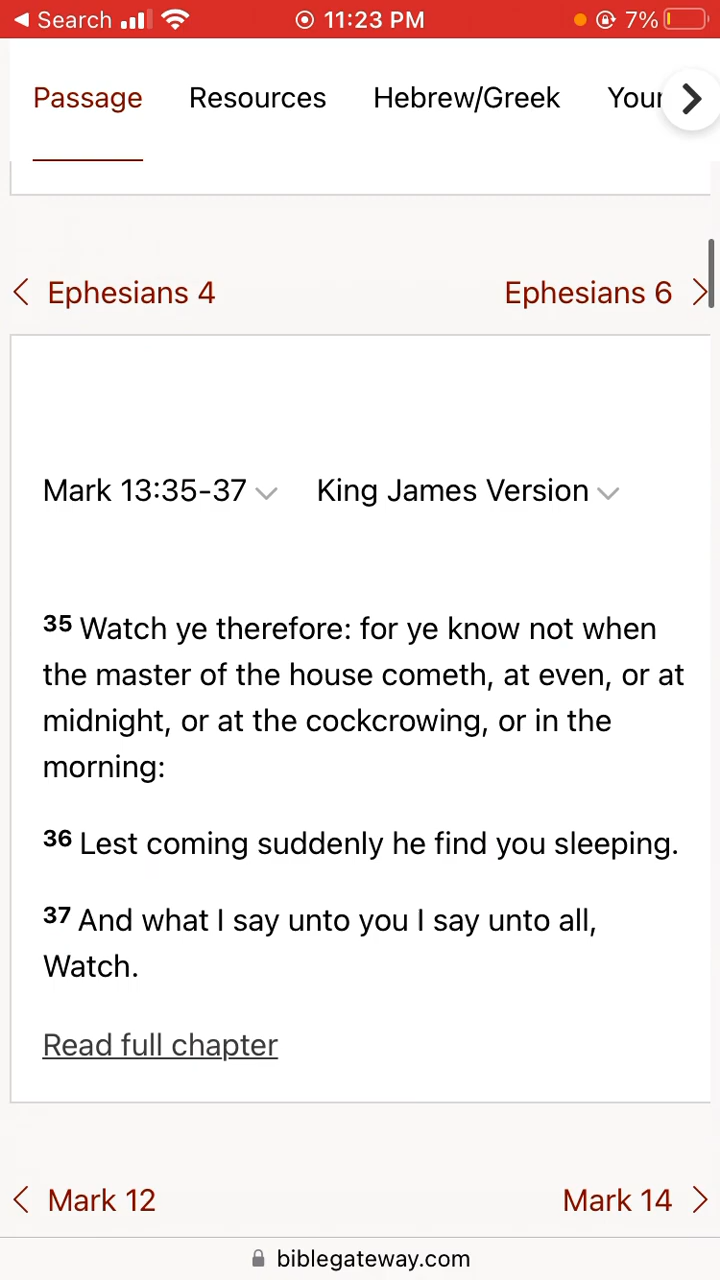 Search 11:23 PM 7%
Passage Resources Hebrew/Greek Your
Ephesians 4 Ephesians 6
Mark 13:35-37 King James Version
35 Watch ye therefore: for ye know not when
the master of the house cometh, at even, or at
midnight, or at the cockcrowing, or in the
morning:
36 Lest coming suddenly he find you sleeping.
37 And what I say unto you I say unto all,
Watch.
Read full chapter
Mark 12 Mark 14
biblegateway.com